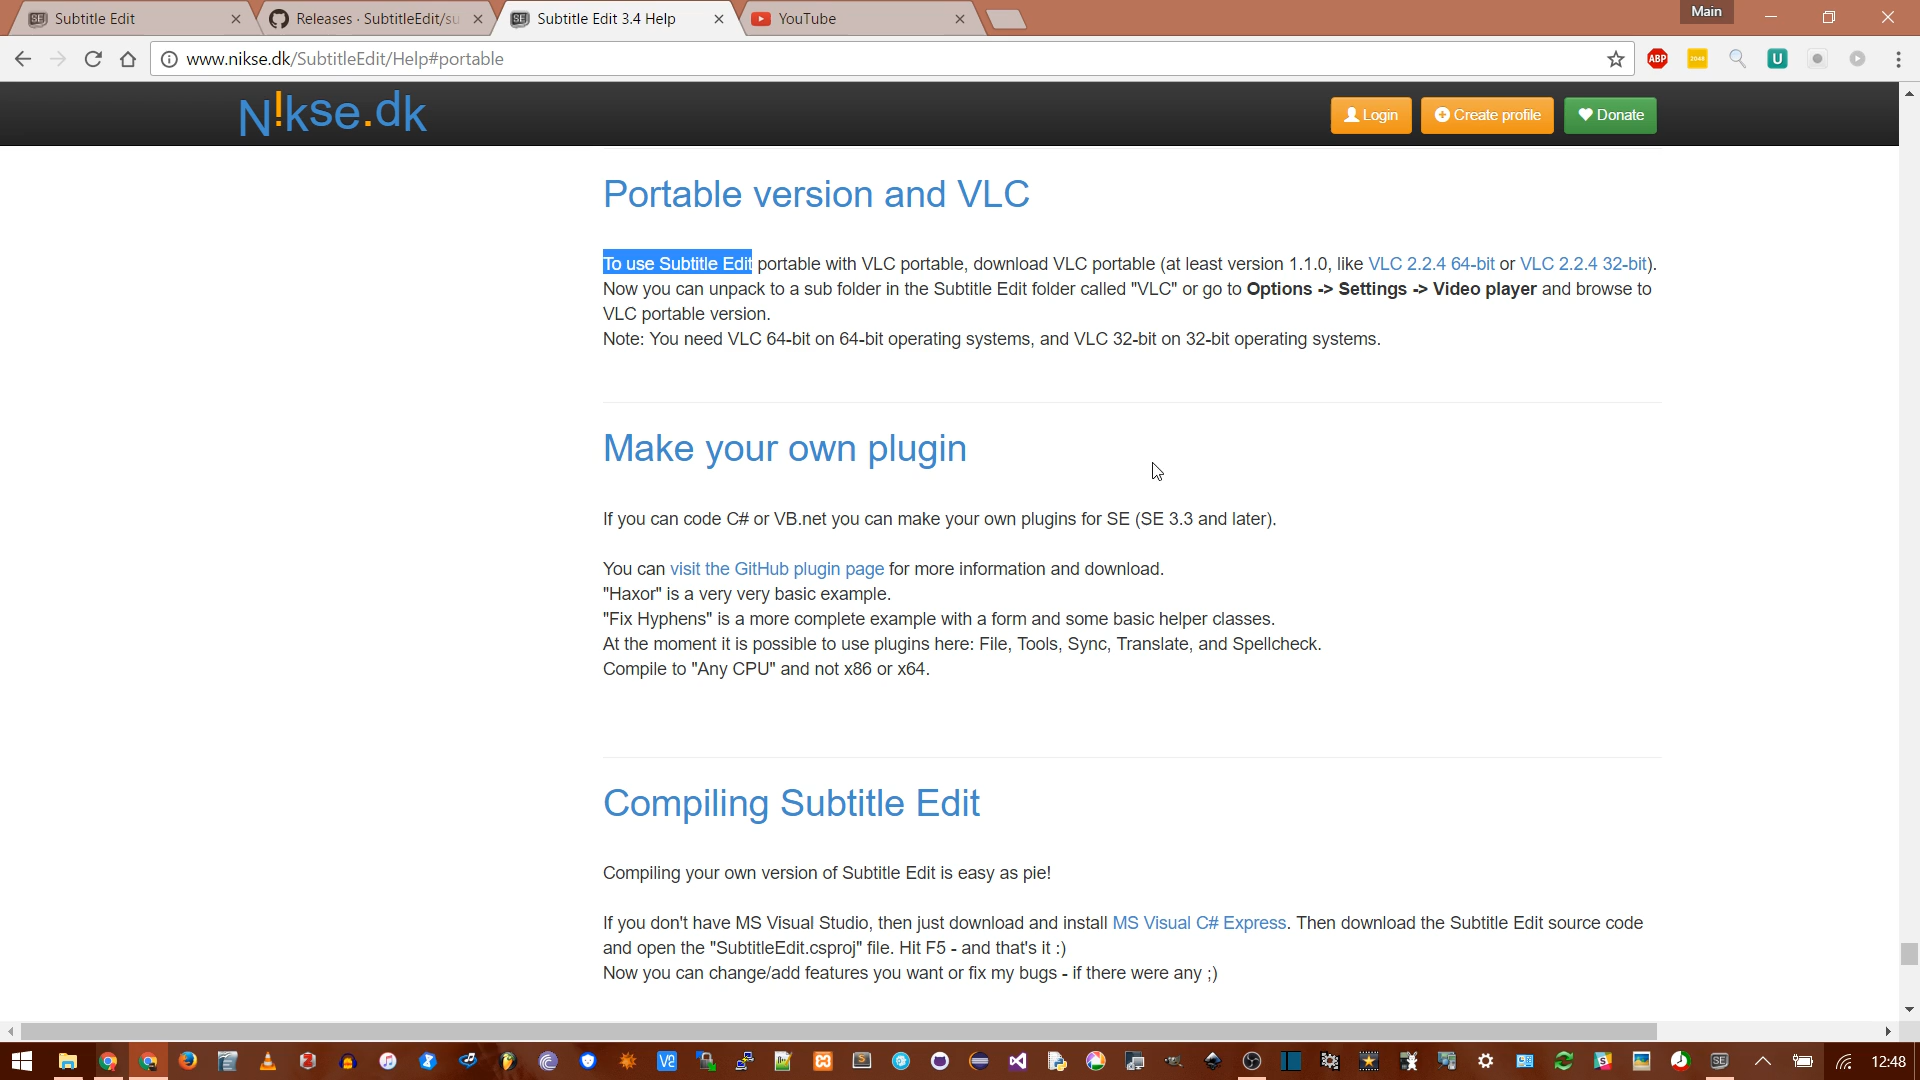 Subtitle Edit
Releases · SubtitleEdit/su
Subtitle Edit 3.4 Help
YouTube
Main
www.nikse.dk/SubtitleEdit/Help#portable
ABP
2048
U
N!kse.dk
Login
Create profile
Donate
Portable version and VLC
To use Subtitle Edit portable with VLC portable, download VLC portable (at least version 1.1.0, like VLC 2.2.4 64-bit or VLC 2.2.4 32-bit).
Now you can unpack to a sub folder in the Subtitle Edit folder called "VLC" or go to Options -> Settings -> Video player and browse to
VLC portable version.
Note: You need VLC 64-bit on 64-bit operating systems, and VLC 32-bit on 32-bit operating systems.
Make your own plugin
If you can code C# or VB.net you can make your own plugins for SE (SE 3.3 and later).
You can visit the GitHub plugin page for more information and download.
"Haxor" is a very very basic example.
"Fix Hyphens" is a more complete example with a form and some basic helper classes.
At the moment it is possible to use plugins here: File, Tools, Sync, Translate, and Spellcheck.
Compile to "Any CPU" and not x86 or x64.
Compiling Subtitle Edit
Compiling your own version of Subtitle Edit is easy as pie!
If you don't have MS Visual Studio, then just download and install MS Visual C# Express. Then download the Subtitle Edit source code
and open the "SubtitleEdit.csproj" file. Hit F5 - and that's it :)
Now you can change/add features you want or fix my bugs - if there were any ;)
12:48